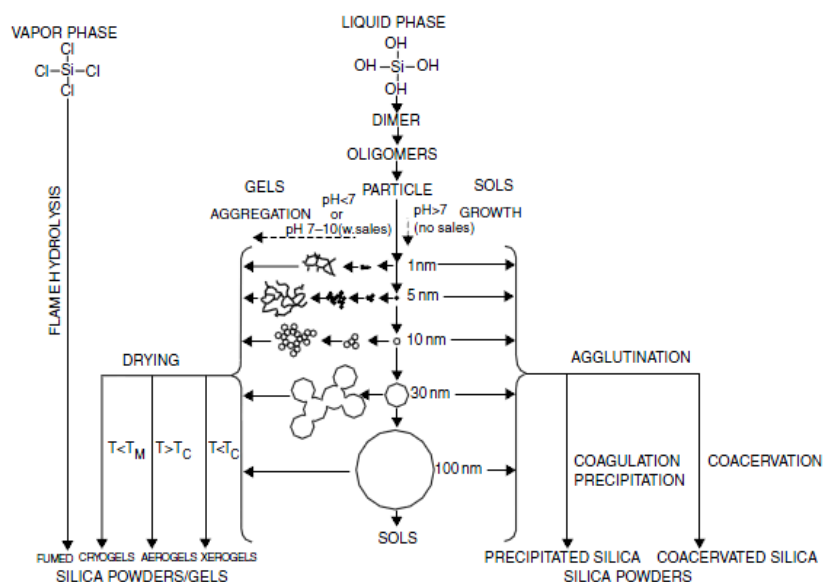 VAPOR PHASE
Cl
Cl–Si–Cl
Cl
FLAME HYDROLYSIS
LIQUID PHASE
OH
OH–Si–OH
OH
DIMER
OLIGOMERS
PARTICLE
GELS
AGGREGATION
pH<7
or
pH 7–10(w.sales)
SOLS
GROWTH
pH>7
(no sales)
1nm
5 nm
10 nm
30 nm
100 nm
SOLS
DRYING
T<TM
T>TC
T<TC
AGGLUTINATION
COAGULATION
PRECIPITATION
COACERVATION
FUMED CRYOGELS AEROGELS XEROGELS
SILICA POWDERS/GELS
PRECIPITATED SILICA COACERVATED SILICA
SILICA POWDERS